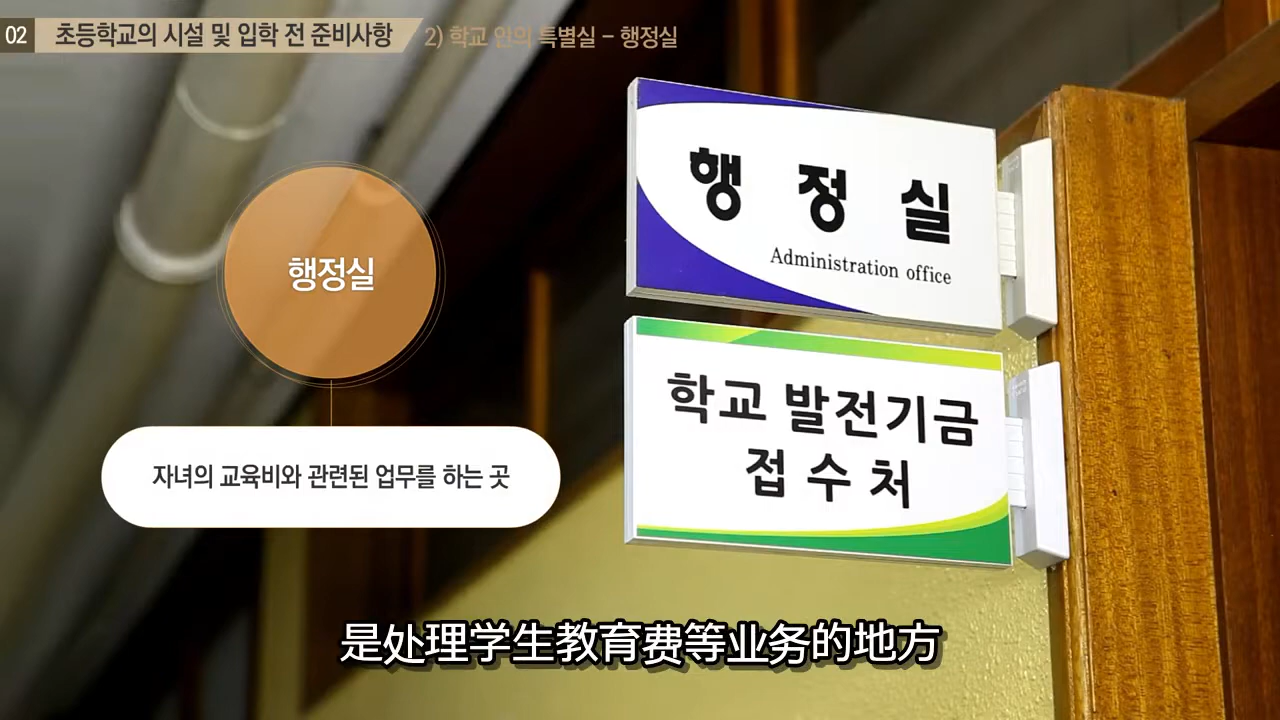 02 초등학교의 시설 및 입학 전 준비사항 2) 학교 안의 특별실 - 행정실
행정실
자녀의 교육비와 관련된 업무를 하는 곳
행정실
Administration office
학교 발전기금
접수처
是处理学生教育费等业务的地方